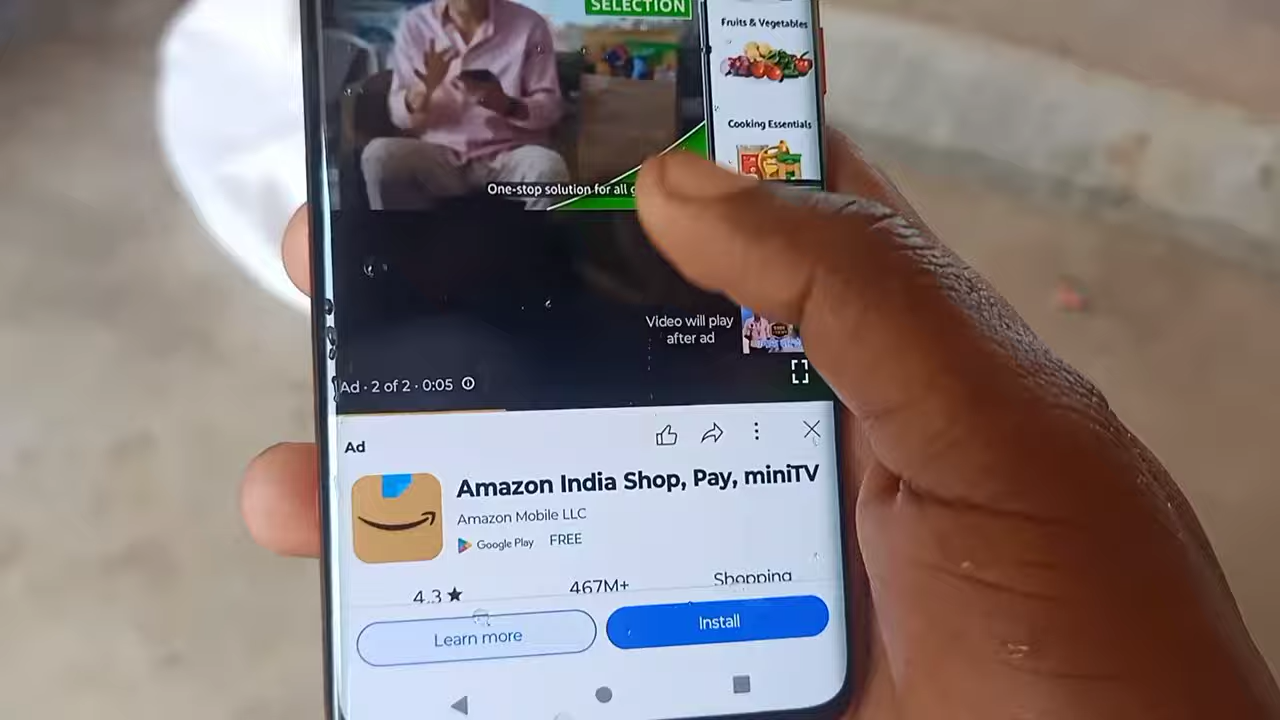 SELECTION
Fruits & Vegetables
Cooking Essentials
One-stop solution for all
Video will play
after ad
Ad · 2 of 2 · 0:05
Ad
Amazon India Shop, Pay, miniTV
Amazon Mobile LLC
Google Play FREE
4.3★ 467M+ Shopping
Learn more Install